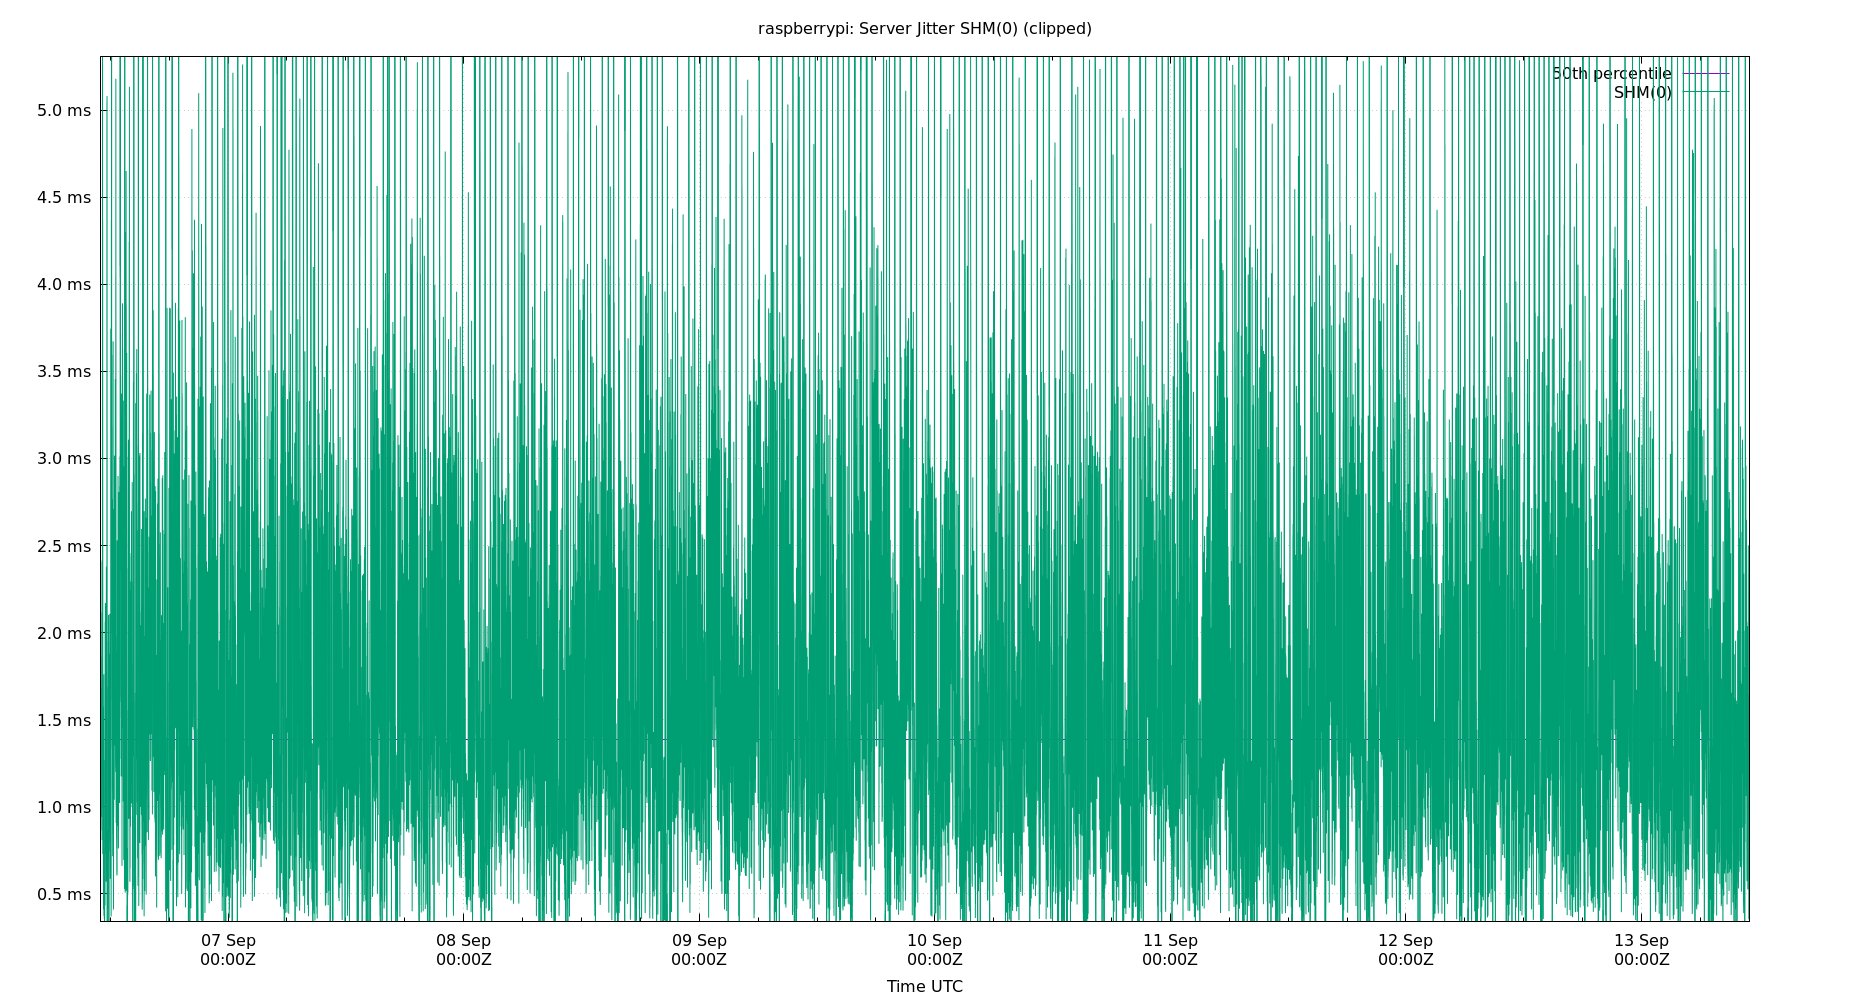 raspberrypi: Server Jitter SHM(0) (clipped)
50th percentile
SHM(0)
5.0 ms
4.5 ms
4.0 ms
3.5 ms
3.0 ms
2.5 ms
2.0 ms
1.5 ms
1.0 ms
0.5 ms
07 Sep
00:00Z
08 Sep
00:00Z
09 Sep
00:00Z
10 Sep
00:00Z
11 Sep
00:00Z
12 Sep
00:00Z
13 Sep
00:00Z
Time UTC